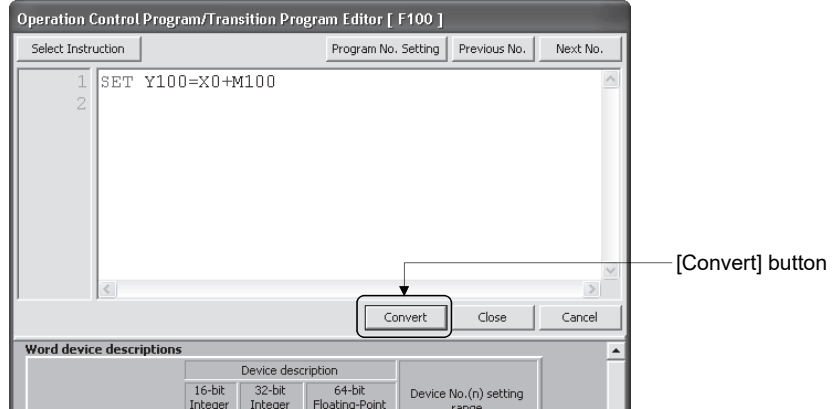 Operation Control Program/Transition Program Editor [ F100 ]
Select Instruction Program No. Setting Previous No. Next No.
1 SET Y100=X0+M100
2
[Convert] button
Convert Close Cancel
Word device descriptions
Device description
16-bit Integer 32-bit Integer 64-bit Floating-Point Device No.(n) setting range